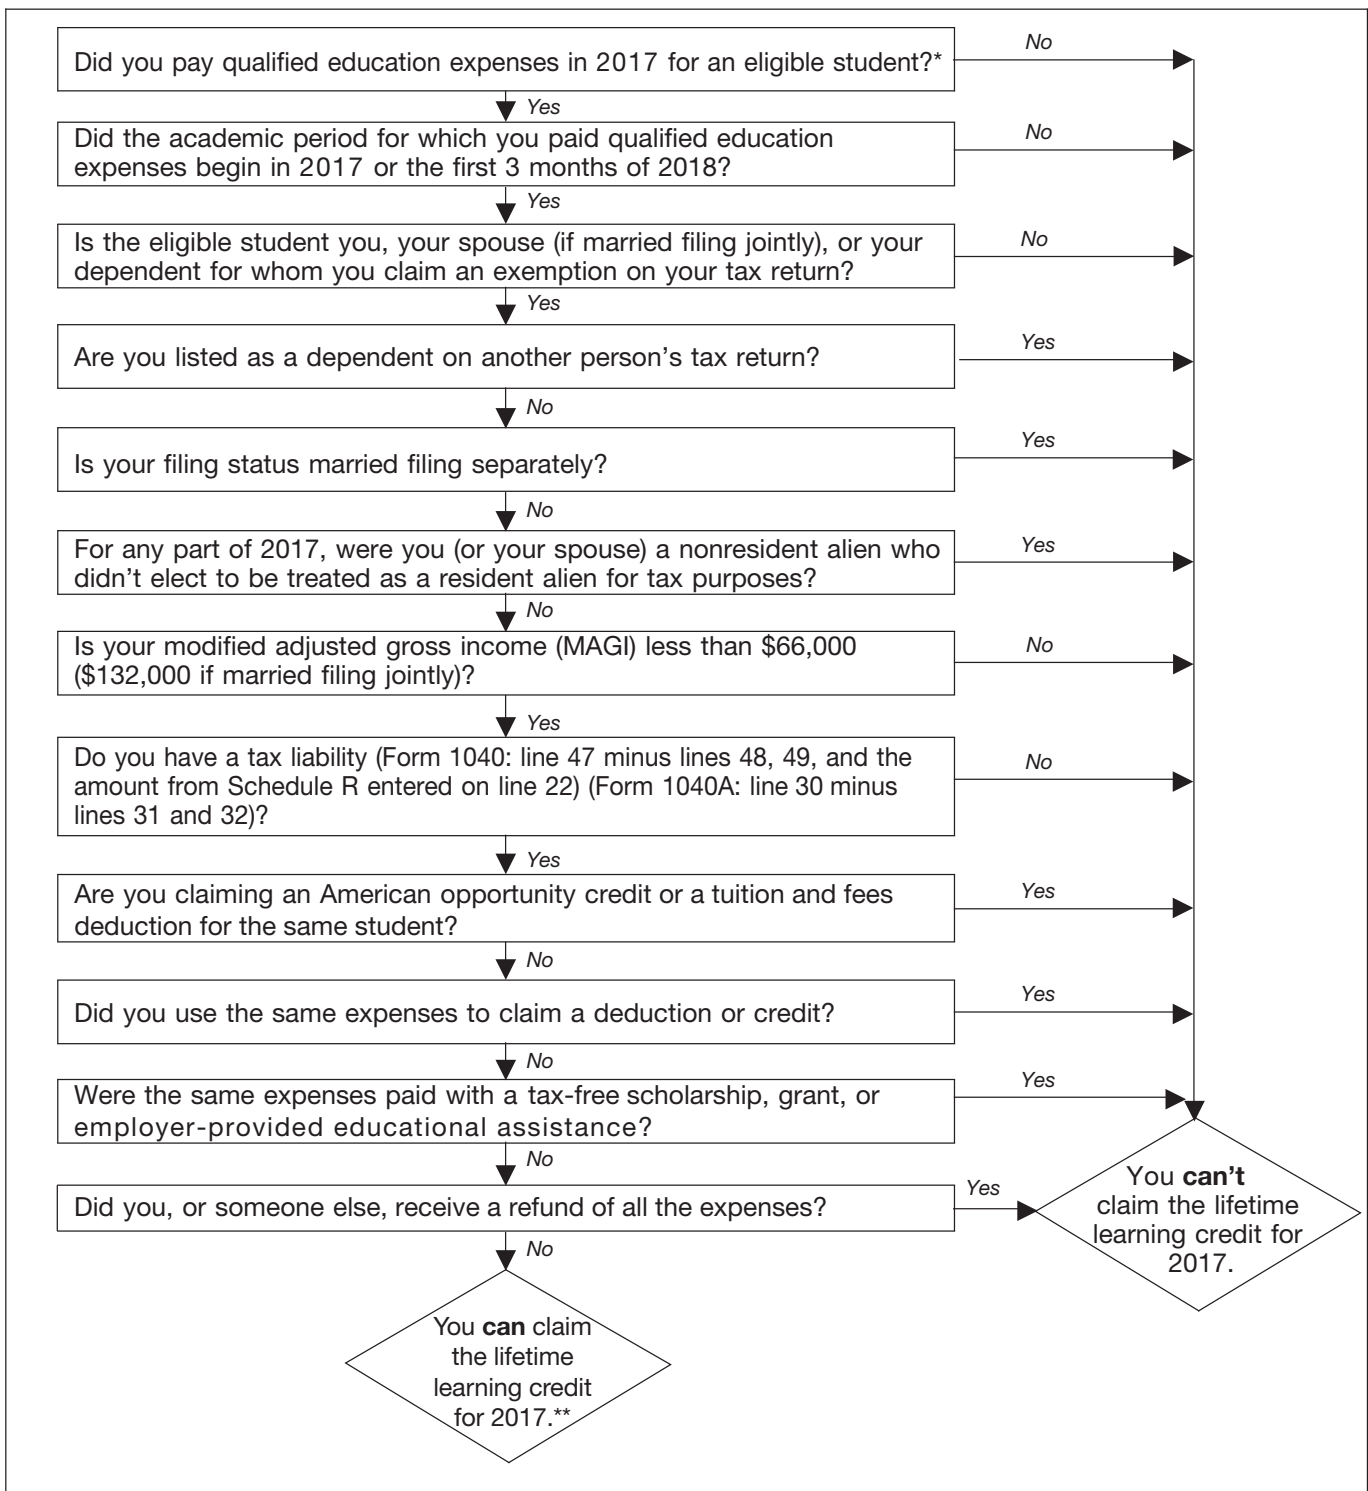 Did you pay qualified education expenses in 2017 for an eligible student?*
No
Yes
Did the academic period for which you paid qualified education
expenses begin in 2017 or the first 3 months of 2018?
No
Yes
Is the eligible student you, your spouse (if married filing jointly), or your
dependent for whom you claim an exemption on your tax return?
No
Yes
Are you listed as a dependent on another person's tax return?
Yes
No
Is your filing status married filing separately?
Yes
No
For any part of 2017, were you (or your spouse) a nonresident alien who
didn't elect to be treated as a resident alien for tax purposes?
Yes
No
Is your modified adjusted gross income (MAGI) less than $66,000
($132,000 if married filing jointly)?
No
Yes
Do you have a tax liability (Form 1040: line 47 minus lines 48, 49, and the
amount from Schedule R entered on line 22) (Form 1040A: line 30 minus
lines 31 and 32)?
No
Yes
Are you claiming an American opportunity credit or a tuition and fees
deduction for the same student?
Yes
No
Did you use the same expenses to claim a deduction or credit?
Yes
No
Were the same expenses paid with a tax-free scholarship, grant, or
employer-provided educational assistance?
Yes
No
Did you, or someone else, receive a refund of all the expenses?
Yes
No
You can't
claim the lifetime
learning credit for
2017.
You can claim
the lifetime
learning credit
for 2017.**